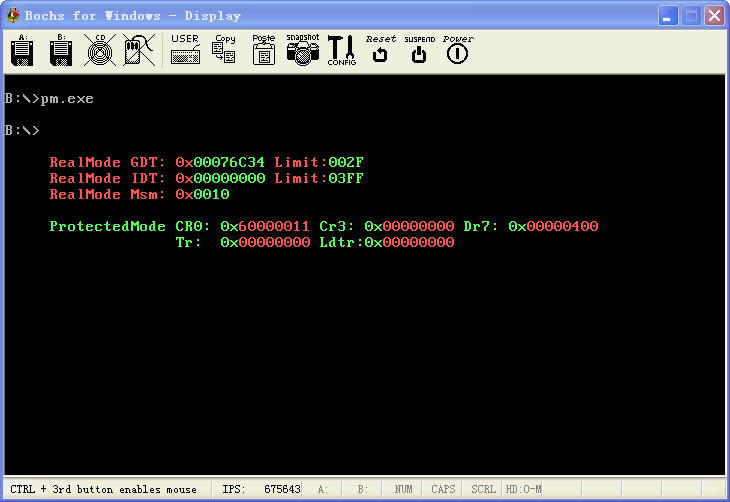 Bochs for Windows - Display
A: B: CD USER Copy Paste snapshot CONFIG Reset SUSPEND Power
B:\>pm.exe
B:\>
RealMode GDT: 0x00076C34 Limit:002F
RealMode IDT: 0x00000000 Limit:03FF
RealMode Msm: 0x0010
ProtectedMode CR0: 0x60000011 Cr3: 0x00000000 Dr7: 0x00000400
Tr: 0x00000000 Ldtr:0x00000000
CTRL + 3rd button enables mouse IPS: 675643 A: B: NUM CAPS SCRL HD:0-M